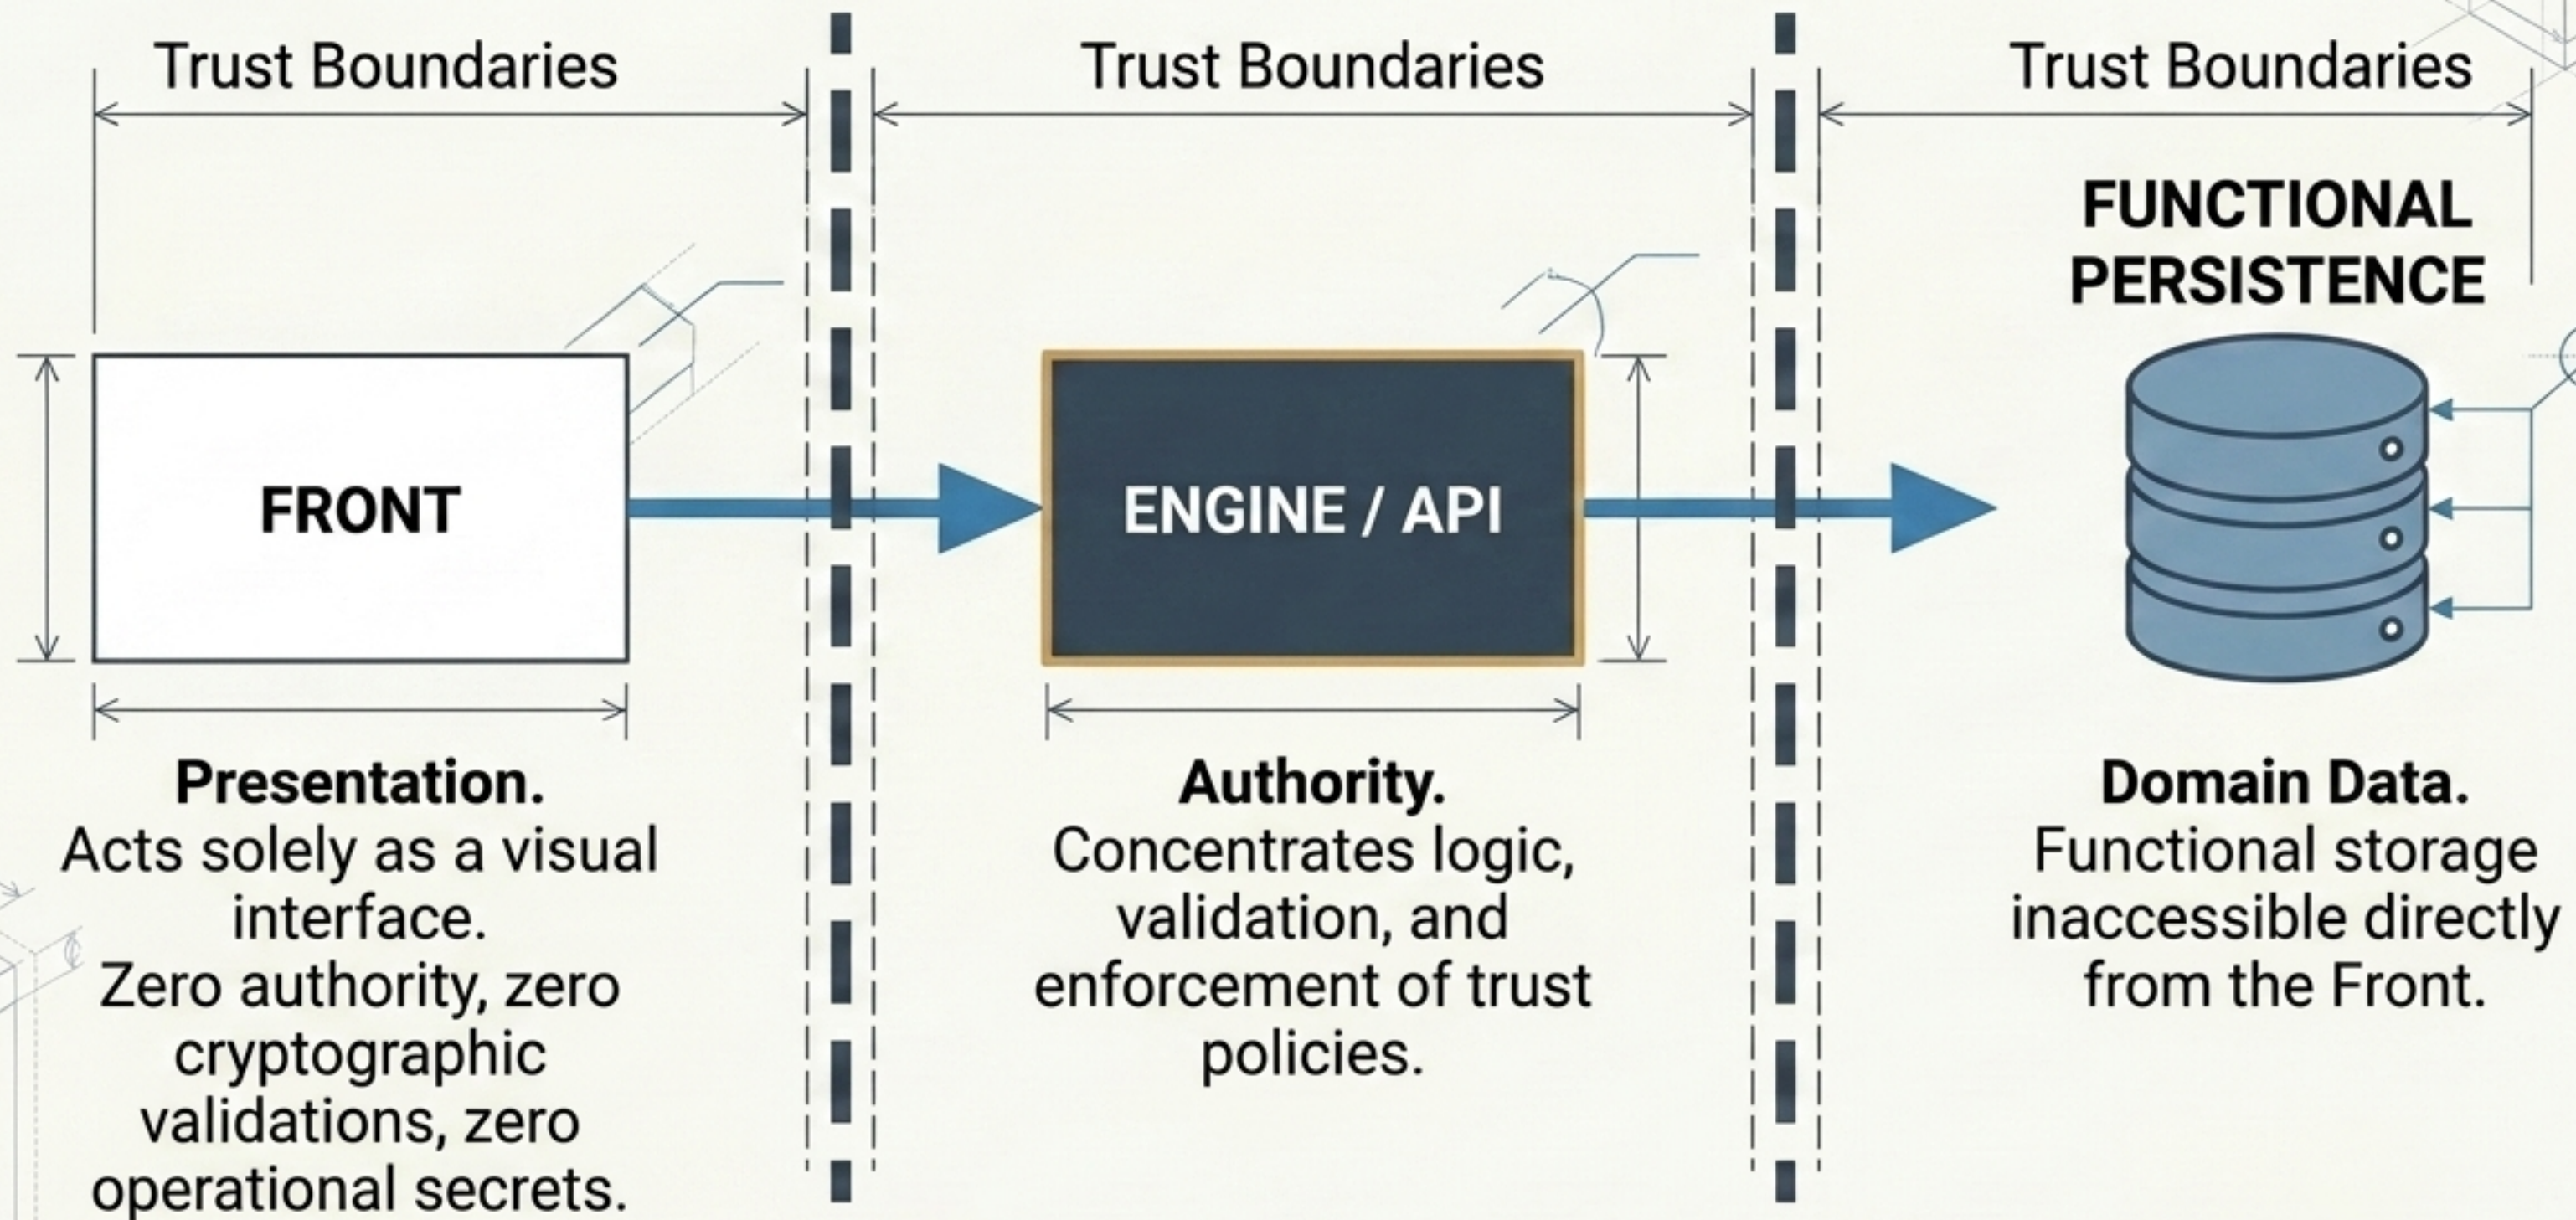 Trust Boundaries
Trust Boundaries
Trust Boundaries
FRONT
Presentation.
Acts solely as a visual
interface.
Zero authority, zero
cryptographic
validations, zero
operational secrets.
ENGINE / API
Authority.
Concentrates logic,
validation, and
enforcement of trust
policies.
FUNCTIONAL
PERSISTENCE
Domain Data.
Functional storage
inaccessible directly
from the Front.